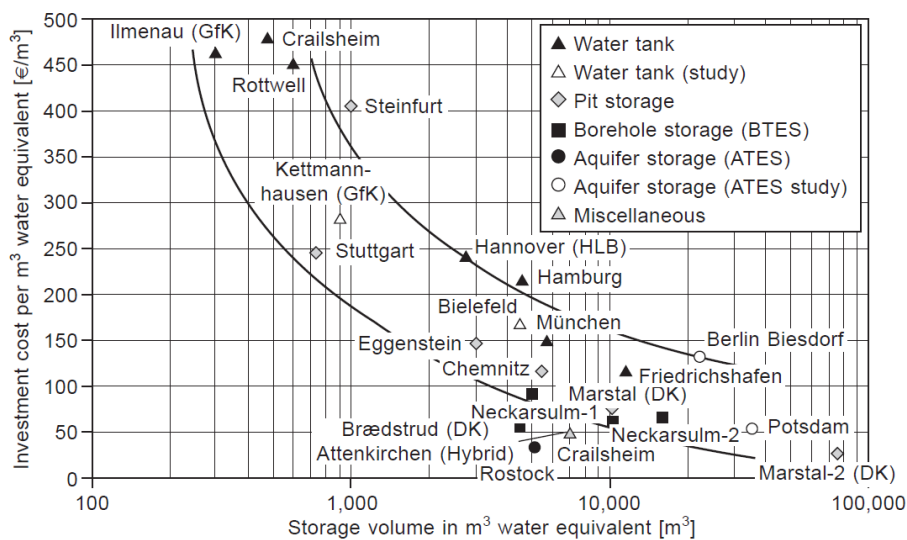 Investment cost per m³ water equivalent [€/m³]
500
450
400
350
300
250
200
150
100
50
0
Ilmenau (GfK)
Crailsheim
Rottwell
Steinfurt
Kettmann-
hausen (GfK)
Stuttgart
Hannover (HLB)
Hamburg
Bielefeld
München
Eggenstein
Berlin Biesdorf
Chemnitz
Friedrichshafen
Marstal (DK)
Neckarsulm-1
Brædstrud (DK)
Neckarsulm-2
Potsdam
Attenkirchen (Hybrid)
Crailsheim
Rostock
Marstal-2 (DK)
Water tank
Water tank (study)
Pit storage
Borehole storage (BTES)
Aquifer storage (ATES)
Aquifer storage (ATES study)
Miscellaneous
100
1,000
10,000
100,000
Storage volume in m³ water equivalent [m³]